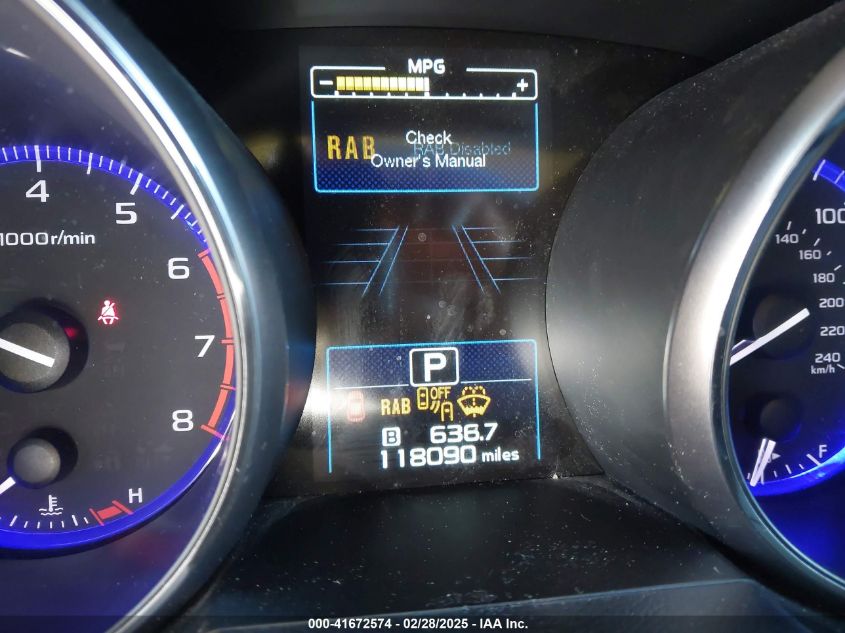 MPG
- +
RAB
Check
RAB Disabled
Owner's Manual
4
5
1000r/min
6
7
8
H
100
140
160
180
200
220
240
km/h
F
P
RAB
OFF
B 636.7
118090 miles
000-41672574 - 02/28/2025 - IAA Inc.